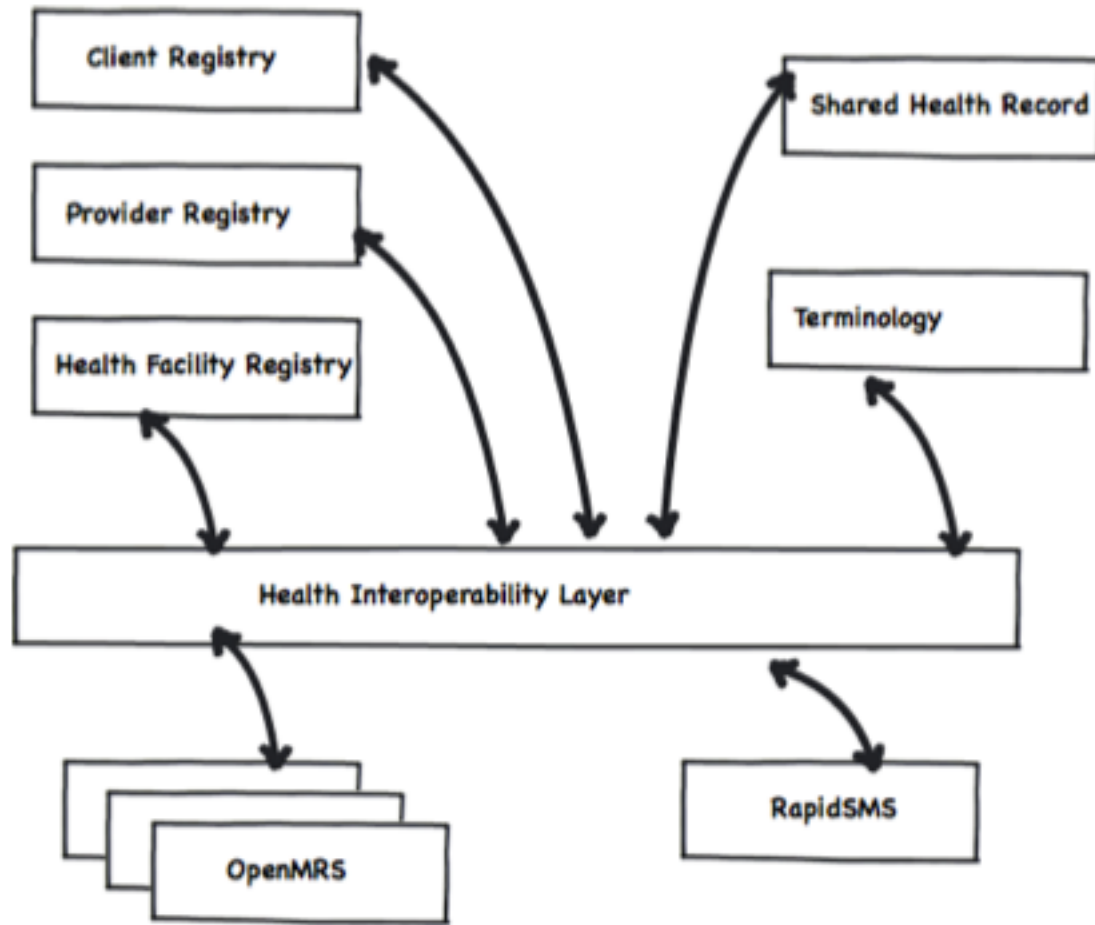 Client Registry
Shared Health Record
Provider Registry
Terminology
Health Facility Registry
Health Interoperability Layer
RapidSMS
OpenMRS